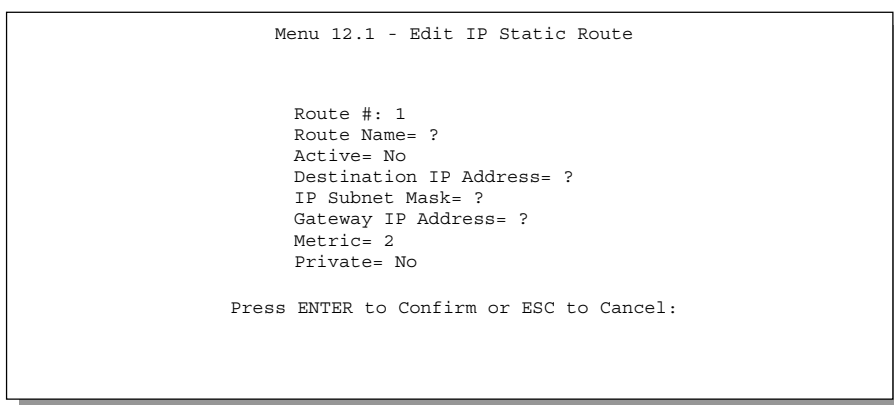 Menu 12.1 - Edit IP Static Route
Route #: 1
Route Name= ?
Active= No
Destination IP Address= ?
IP Subnet Mask= ?
Gateway IP Address= ?
Metric= 2
Private= No
Press ENTER to Confirm or ESC to Cancel: